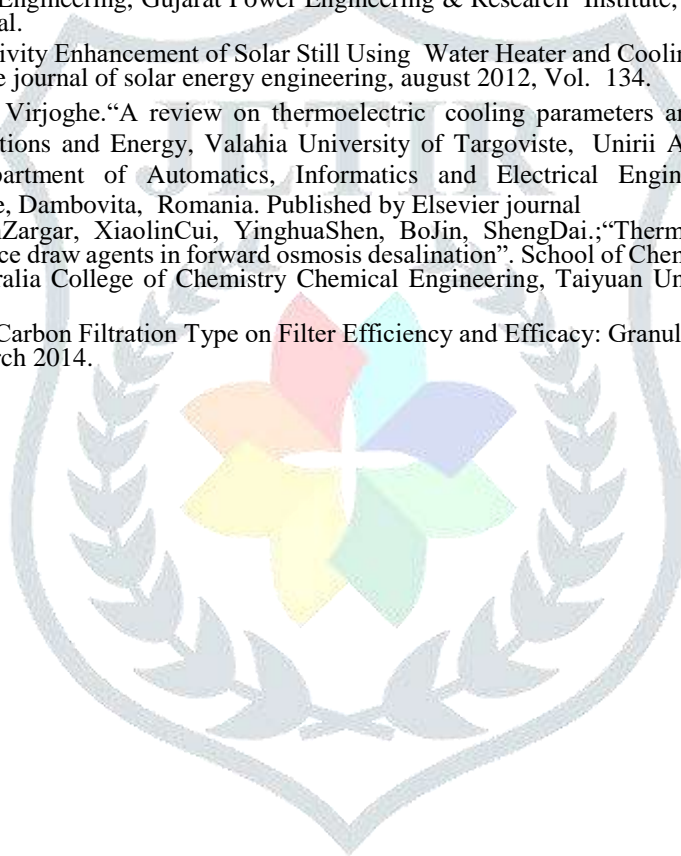 Engineering, Gujarat Power Engineering & Research Institute,
al.
ivity Enhancement of Solar Still Using Water Heater and Coolin
e journal of solar energy engineering, august 2012, Vol. 134.
Virjoghe.“A review on thermoelectric cooling parameters an
tions and Energy, Valahia University of Targoviste, Unirii A
partment of Automatics, Informatics and Electrical Engin
e, Dambovita, Romania. Published by Elsevier journal
nZargar, XiaolinCui, YinghuaShen, BoJin, ShengDai.;“Therm
ce draw agents in forward osmosis desalination”. School of Chem
ralia College of Chemistry Chemical Engineering, Taiyuan Un
Carbon Filtration Type on Filter Efficiency and Efficacy: Granul
rch 2014.
JETIR